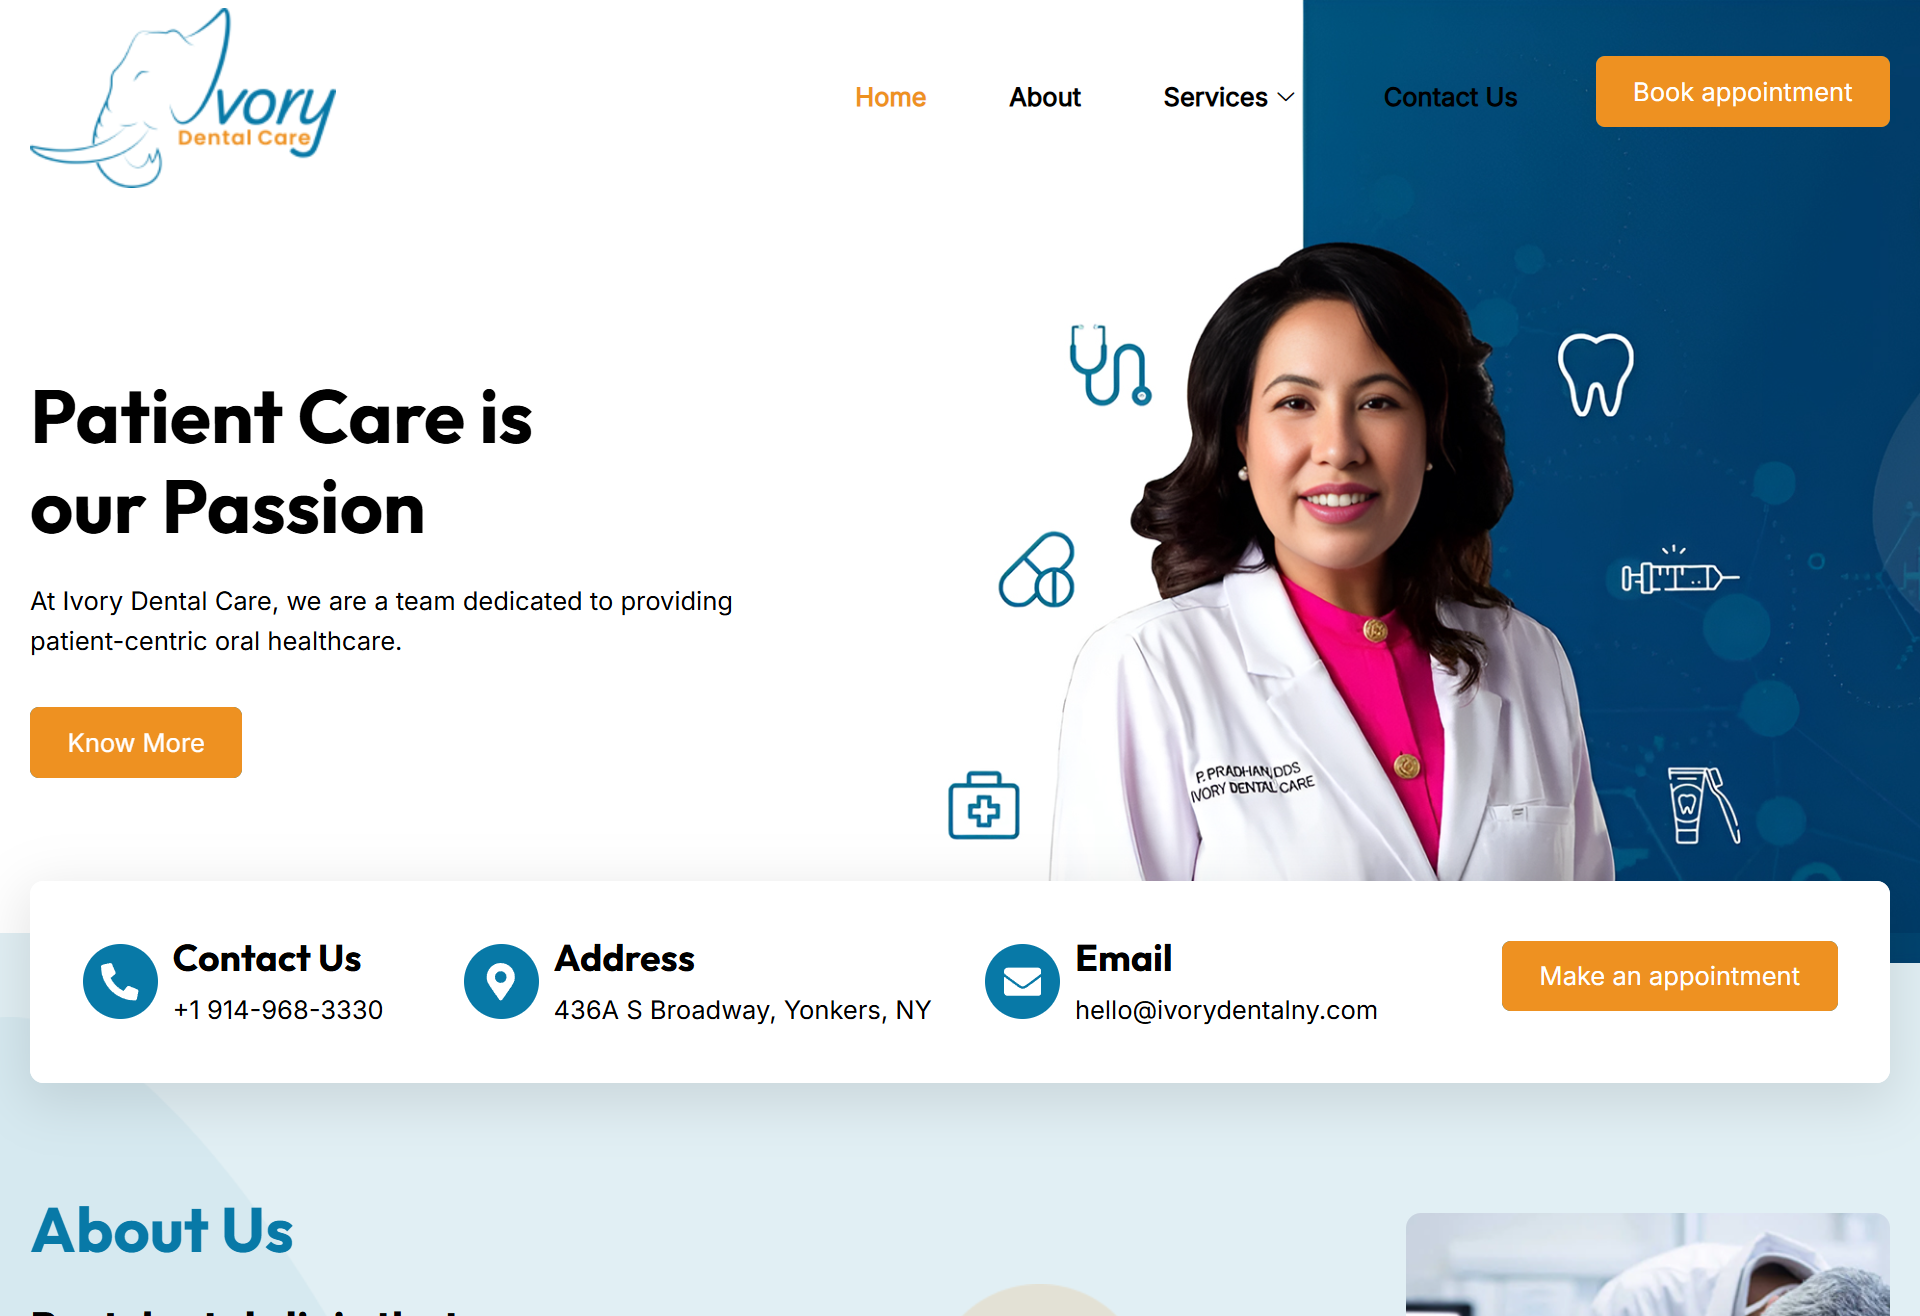 Ivory
Dental Care
Home
About
Services
Contact Us
Book appointment
Patient Care is
our Passion
At Ivory Dental Care, we are a team dedicated to providing
patient-centric oral healthcare.
Know More
P. PRADHAN, DDS
IVORY DENTAL CARE
Contact Us
+1 914-968-3330
Address
436A S Broadway, Yonkers, NY
Email
hello@ivorydentalny.com
Make an appointment
About Us